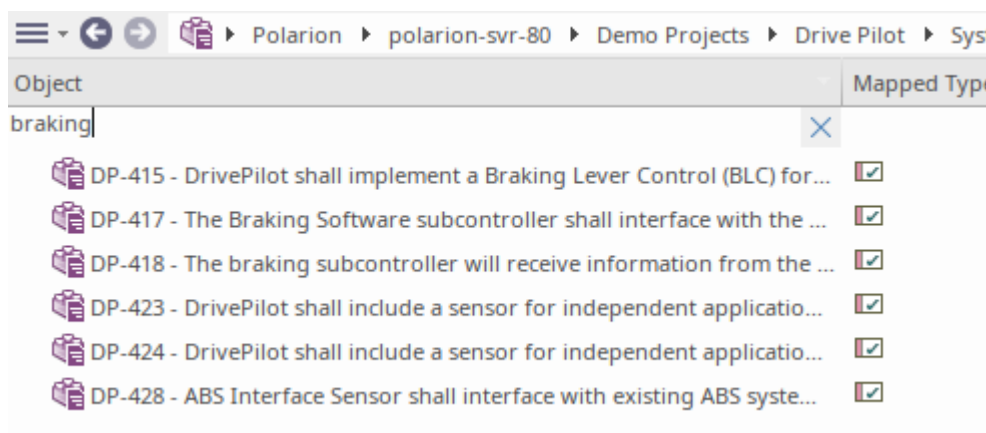 Polarion polarion-svr-80 Demo Projects Drive Pilot Sys
Object Mapped Type
braking
DP-415 - DrivePilot shall implement a Braking Lever Control (BLC) for...
DP-417 - The Braking Software subcontroller shall interface with the ...
DP-418 - The braking subcontroller will receive information from the ...
DP-423 - DrivePilot shall include a sensor for independent applicatio...
DP-424 - DrivePilot shall include a sensor for independent applicatio...
DP-428 - ABS Interface Sensor shall interface with existing ABS syste...